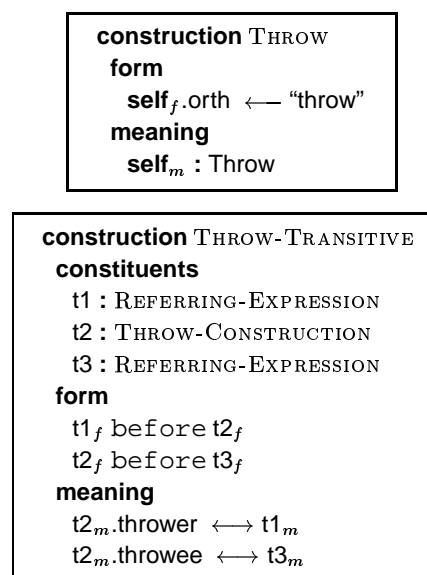 construction THROW
form
self_f.orth ⟵ “throw”
meaning
self_m : Throw
construction THROW-TRANSITIVE
constituents
t1 : REFERRING-EXPRESSION
t2 : THROW-CONSTRUCTION
t3 : REFERRING-EXPRESSION
form
t1_f before t2_f
t2_f before t3_f
meaning
t2_m.thrower ⟷ t1_m
t2_m.throwee ⟷ t3_m